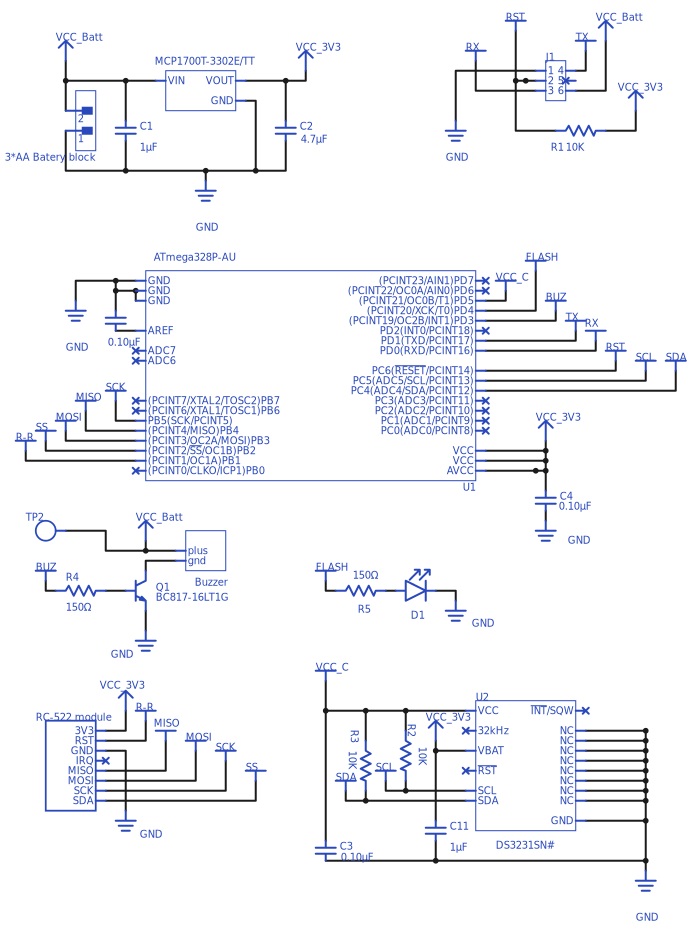 VCC_Batt
MCP1700T-3302E/TT
VCC_3V3
VIN VOUT
GND
2
1
C1
1μF
C2
4.7μF
3*AA Batery block
GND
RST
VCC_Batt
RX
TX
J1
1 4
2 5
3 6
VCC_3V3
GND
R1 10K
ATmega328P-AU
GND
GND
GND
AREF
ADC7
ADC6
(PCINT7/XTAL2/TOSC2)PB7
(PCINT6/XTAL1/TOSC1)PB6
PB5(SCK/PCINT5)
(PCINT4/MISO)PB4
(PCINT3/OC2A/MOSI)PB3
(PCINT2/SS/OC1B)PB2
(PCINT1/OC1A)PB1
(PCINT0/CLKO/ICP1)PB0
(PCINT23/AIN1)PD7
(PCINT22/OC0A/AIN0)PD6
(PCINT21/OC0B/T1)PD5
(PCINT20/XCK/T0)PD4
(PCINT19/OC2B/INT1)PD3
PD2(INT0/PCINT18)
PD1(TXD/PCINT17)
PD0(RXD/PCINT16)
PC6(RESET/PCINT14)
PC5(ADC5/SCL/PCINT13)
PC4(ADC4/SDA/PCINT12)
PC3(ADC3/PCINT11)
PC2(ADC2/PCINT10)
PC1(ADC1/PCINT9)
PC0(ADC0/PCINT8)
VCC
VCC
AVCC
U1
GND
0.10μF
SCK
MISO
MOSI
SS
R-R
FLASH
VCC_C
BUZ
TX
RX
RST
SCL
SDA
VCC_3V3
C4
0.10μF
GND
TP2
VCC_Batt
plus
gnd
Buzzer
BUZ
R4
150Ω
Q1
BC817-16LT1G
GND
FLASH
150Ω
R5
D1
GND
VCC_3V3
RC-522 module
R-R
MISO
MOSI
SCK
SS
3V3
RST
GND
IRQ
MISO
MOSI
SCK
SDA
GND
VCC_C
U2
VCC_3V3
R3
10K
R2
10K
SDA
SCL
VCC
32kHz
VBAT
RST
SCL
SDA
INT/SQW
NC
NC
NC
NC
NC
NC
NC
NC
GND
C3
0.10μF
C11
1μF
DS3231SN#
GND